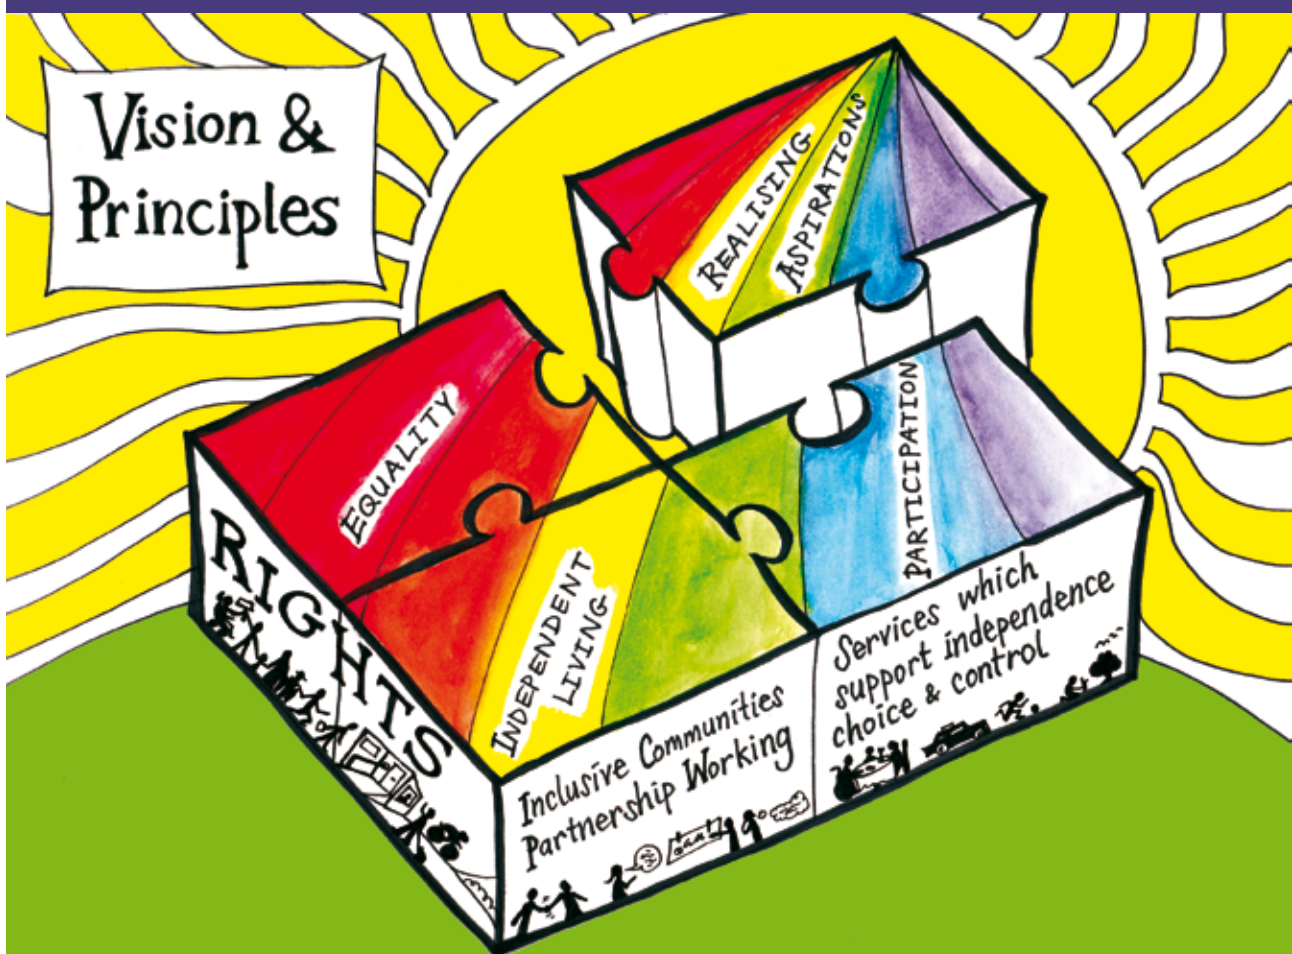 Vision &
Principles
REALISING
ASPIRATIONS
EQUALITY
INDEPENDENT
LIVING
PARTICIPATION
RIGHTS
Inclusive Communities
Partnership Working
Services which
support independence
choice & control